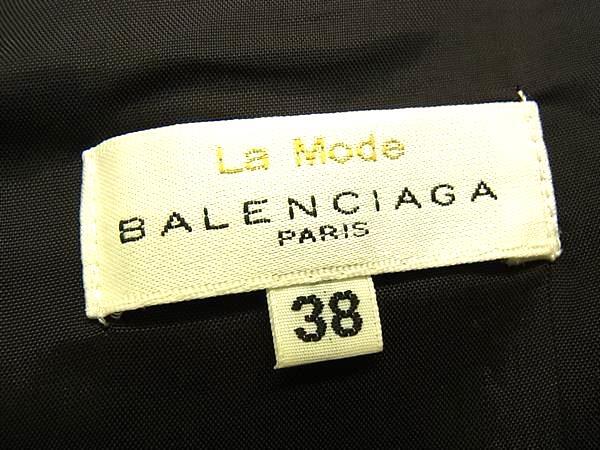 La Mode
BALENCIAGA
PARIS
38